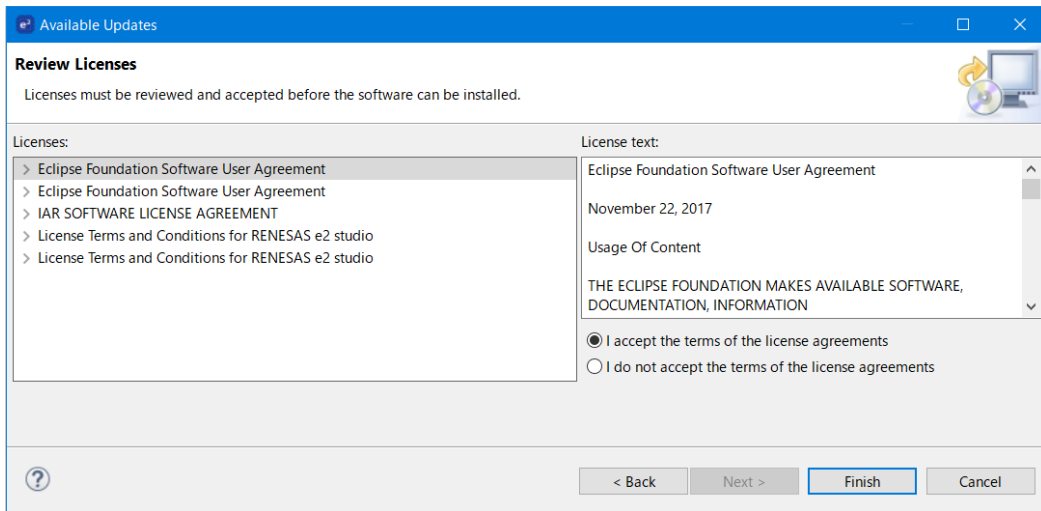 e² Available Updates
Review Licenses
Licenses must be reviewed and accepted before the software can be installed.
Licenses:
Eclipse Foundation Software User Agreement
Eclipse Foundation Software User Agreement
IAR SOFTWARE LICENSE AGREEMENT
License Terms and Conditions for RENESAS e2 studio
License Terms and Conditions for RENESAS e2 studio
License text:
Eclipse Foundation Software User Agreement
November 22, 2017
Usage Of Content
THE ECLIPSE FOUNDATION MAKES AVAILABLE SOFTWARE,
DOCUMENTATION, INFORMATION
I accept the terms of the license agreements
I do not accept the terms of the license agreements
?
< Back
Next >
Finish
Cancel